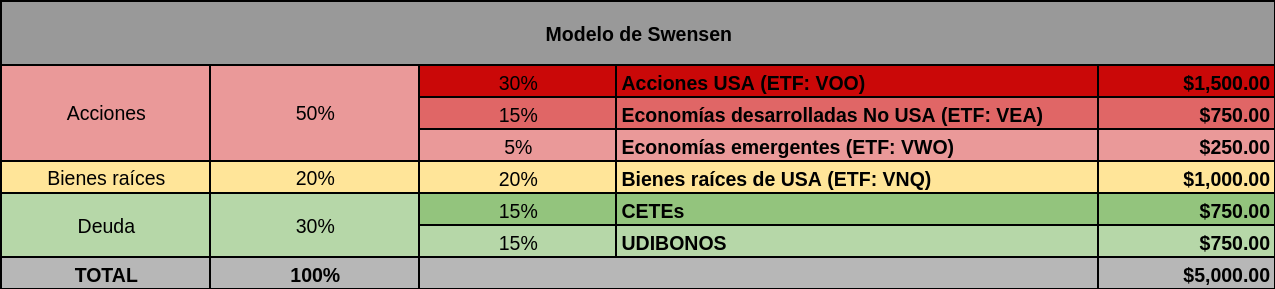 Modelo de Swensen
Acciones 50% 30% Acciones USA (ETF: VOO) $1,500.00
15% Economías desarrolladas No USA (ETF: VEA) $750.00
5% Economías emergentes (ETF: VWO) $250.00
Bienes raíces 20% 20% Bienes raíces de USA (ETF: VNQ) $1,000.00
Deuda 30% 15% CETEs $750.00
15% UDIBONOS $750.00
TOTAL 100% $5,000.00